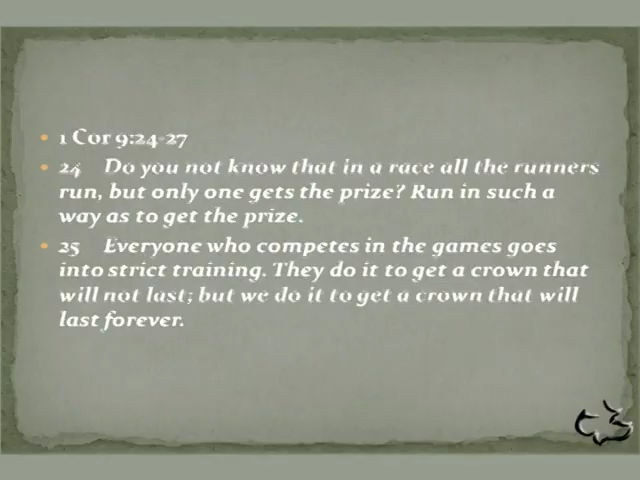 1 Cor 9:24-27
24 Do you not know that in a race all the runners
run, but only one gets the prize? Run in such a
way as to get the prize.
25 Everyone who competes in the games goes
into strict training. They do it to get a crown that
will not last; but we do it to get a crown that will
last forever.